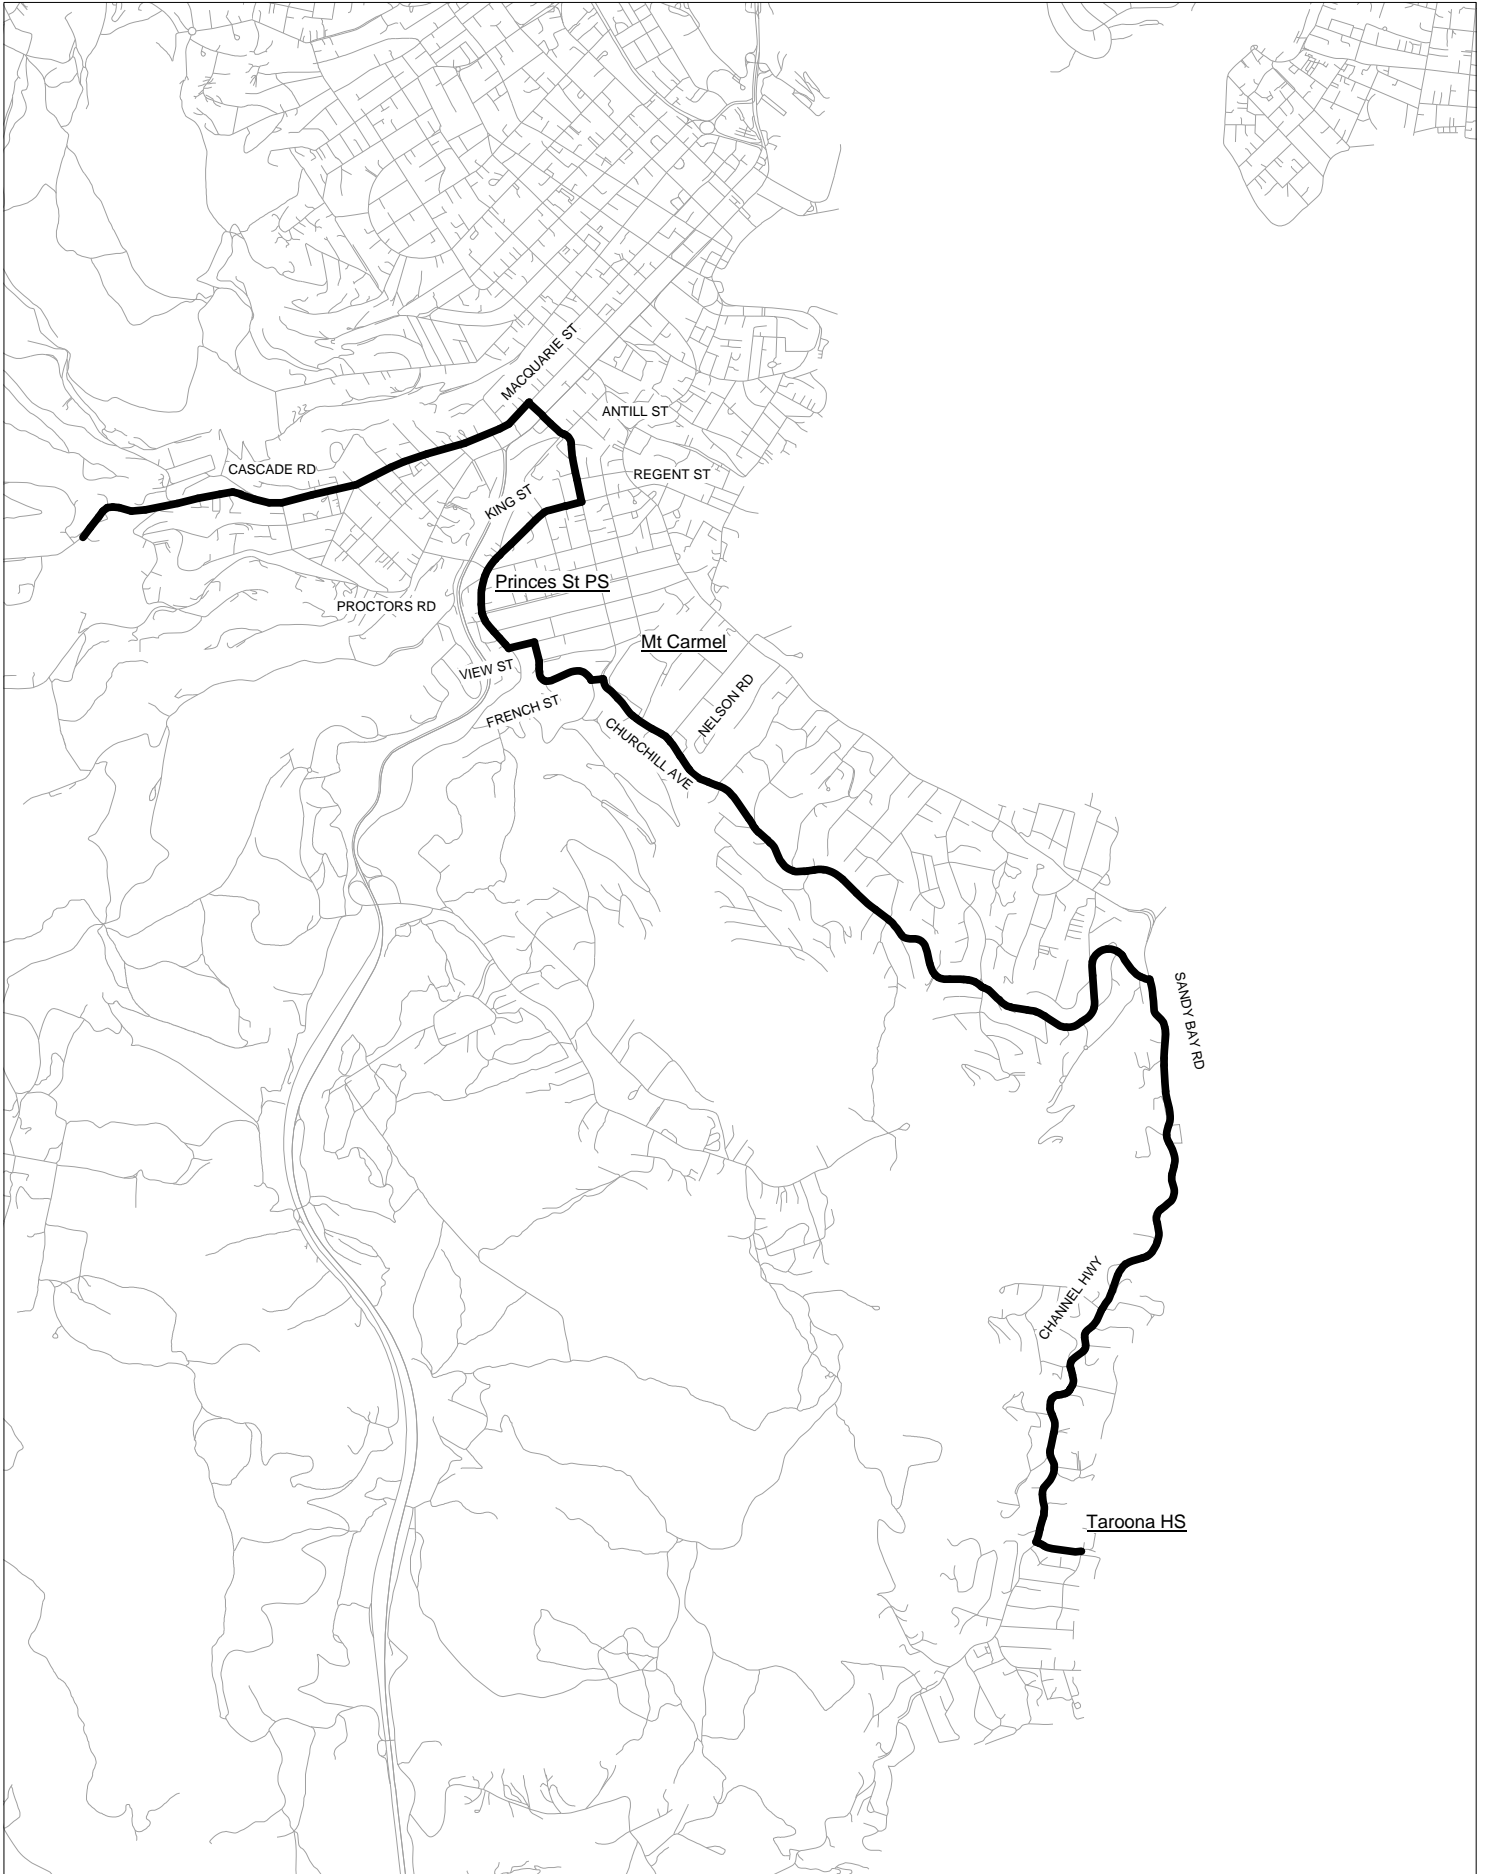 MACQUARIE ST
ANTILL ST
CASCADE RD
REGENT ST
KING ST
Princes St PS
PROCTORS RD
Mt Carmel
VIEW ST
NELSON RD
FRENCH ST
CHURCHILL AVE
SANDY BAY RD
CHANNEL HWY
Taroona HS